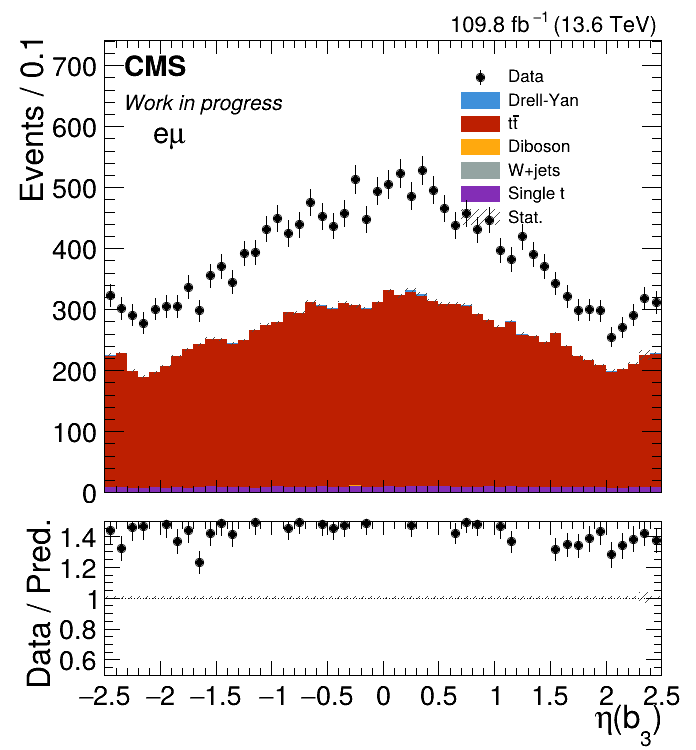 109.8 fb⁻¹ (13.6 TeV)
CMS
Work in progress
eμ
Data
Drell-Yan
tt̄
Diboson
W+jets
Single t
Stat.
Events / 0.1
700
600
500
400
300
200
100
0
Data / Pred.
1.4
1.2
1
0.8
0.6
−2.5 −2 −1.5 −1 −0.5 0 0.5 1 1.5 2 2.5
η(b₃)